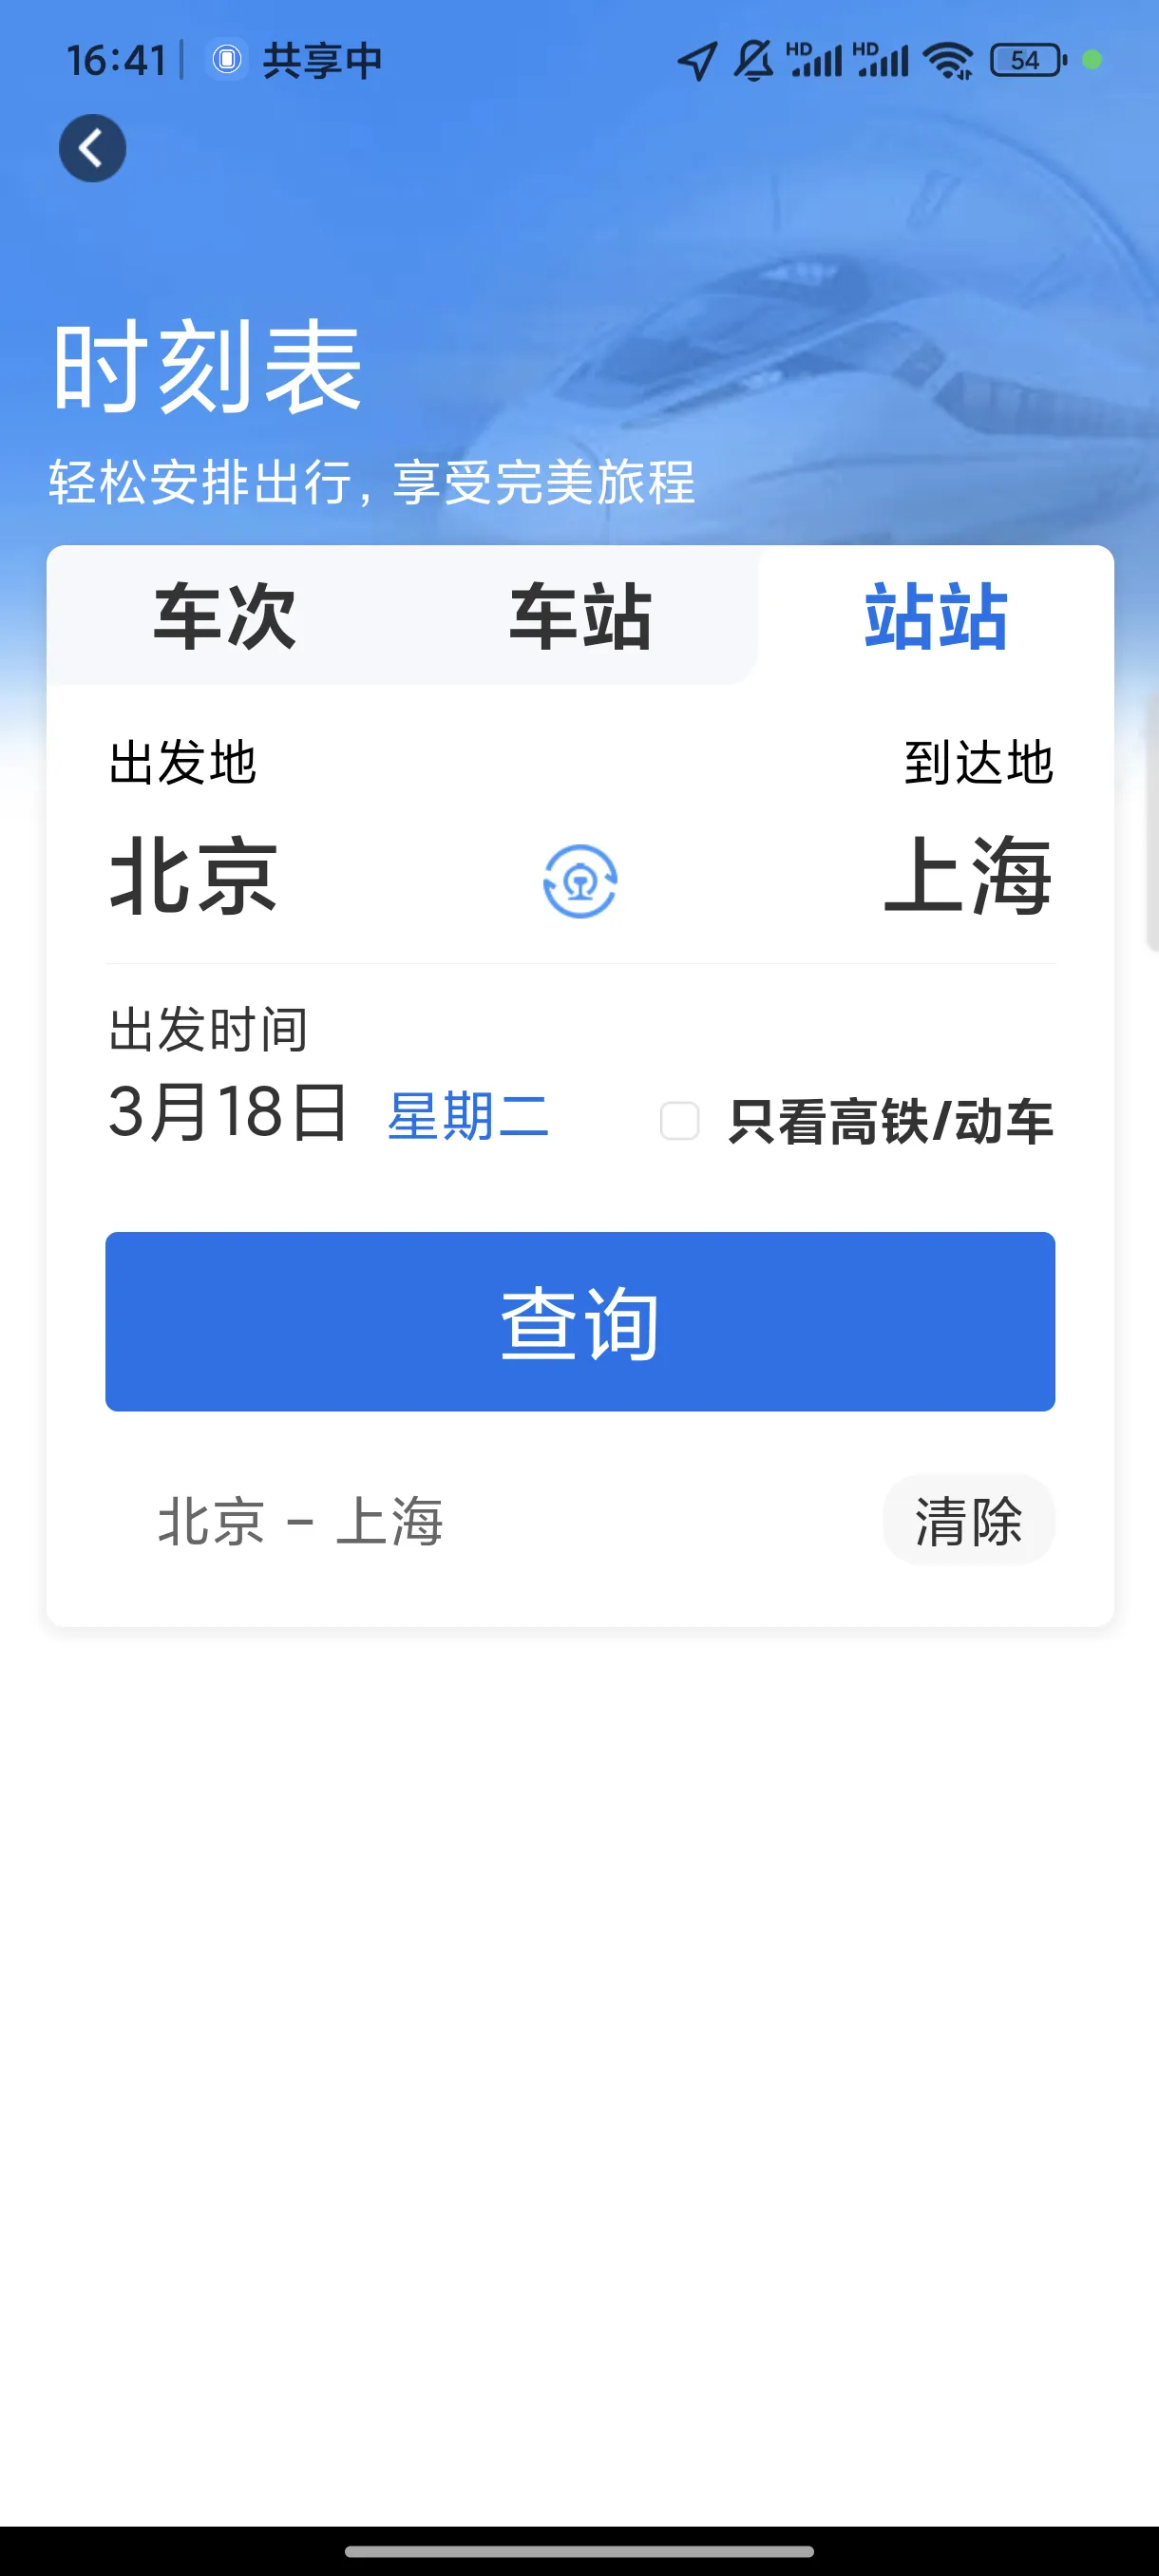 16:41 共享中 HD HD 54
时刻表
轻松安排出行，享受完美旅程
车次 车站 站站
出发地 到达地
北京 上海
出发时间
3月18日 星期二 只看高铁/动车
查询
北京 - 上海 清除